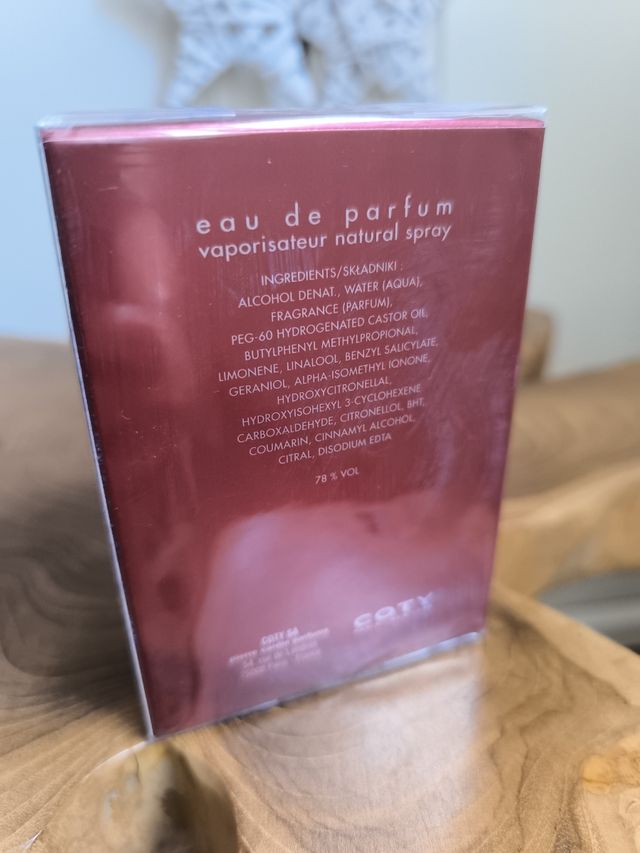 eau de parfum
vaporisateur natural spray
INGREDIENTS/SKŁADNIKI :
ALCOHOL DENAT., WATER (AQUA),
FRAGRANCE (PARFUM),
PEG-60 HYDROGENATED CASTOR OIL,
BUTYLPHENYL METHYLPROPIONAL,
LIMONENE, LINALOOL, BENZYL SALICYLATE,
GERANIOL, ALPHA-ISOMETHYL IONONE,
HYDROXYCITRONELLAL,
HYDROXYISOHEXYL 3-CYCLOHEXENE
CARBOXALDEHYDE, CITRONELLOL, BHT,
COUMARIN, CINNAMYL ALCOHOL,
CITRAL, DISODIUM EDTA
78 % VOL
COTY SA
COTY